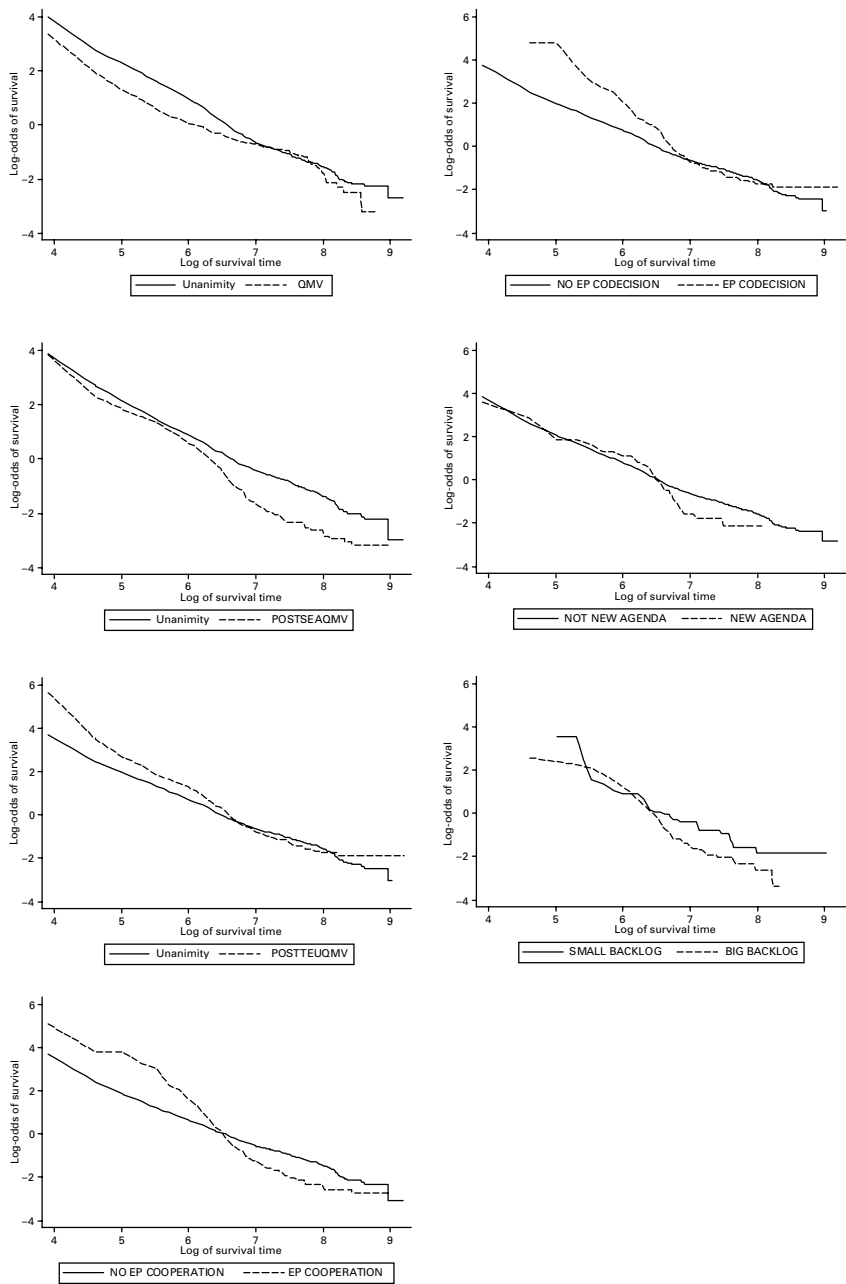 4
2
0
−2
−4
Log-odds of survival
4 5 6 7 8 9
Log of survival time
Unanimity QMV
6
4
2
0
−2
−4
Log-odds of survival
4 5 6 7 8 9
Log of survival time
NO EP CODECISION EP CODECISION
4
2
0
−2
−4
Log-odds of survival
4 5 6 7 8 9
Log of survival time
Unanimity POSTSEAQMV
6
4
2
0
−2
−4
Log-odds of survival
4 5 6 7 8 9
Log of survival time
NOT NEW AGENDA NEW AGENDA
6
4
2
0
−2
−4
Log-odds of survival
4 5 6 7 8 9
Log of survival time
Unanimity POSTTEUQMV
6
4
2
0
−2
−4
Log-odds of survival
4 5 6 7 8 9
Log of survival time
SMALL BACKLOG BIG BACKLOG
6
4
2
0
−2
−4
Log-odds of survival
4 5 6 7 8 9
Log of survival time
NO EP COOPERATION EP COOPERATION